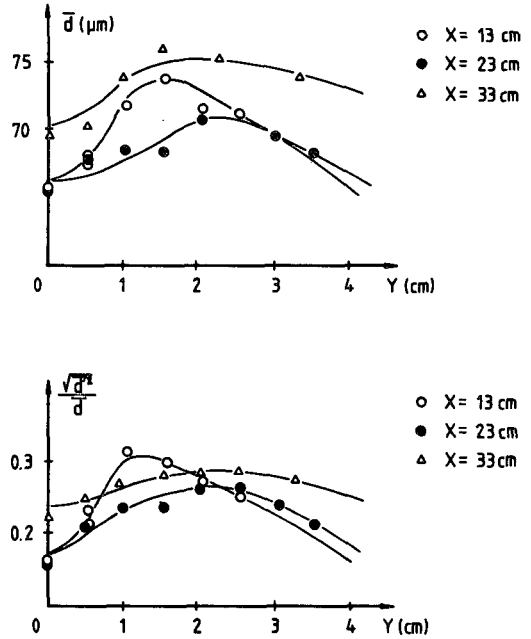 d̅ (μm)
O X = 13 cm
● X = 23 cm
△ X = 33 cm
75
70
0 1 2 3 4 Y (cm)
O X = 13 cm
● X = 23 cm
△ X = 33 cm
0.3
0.2
0 1 2 3 4 Y (cm)